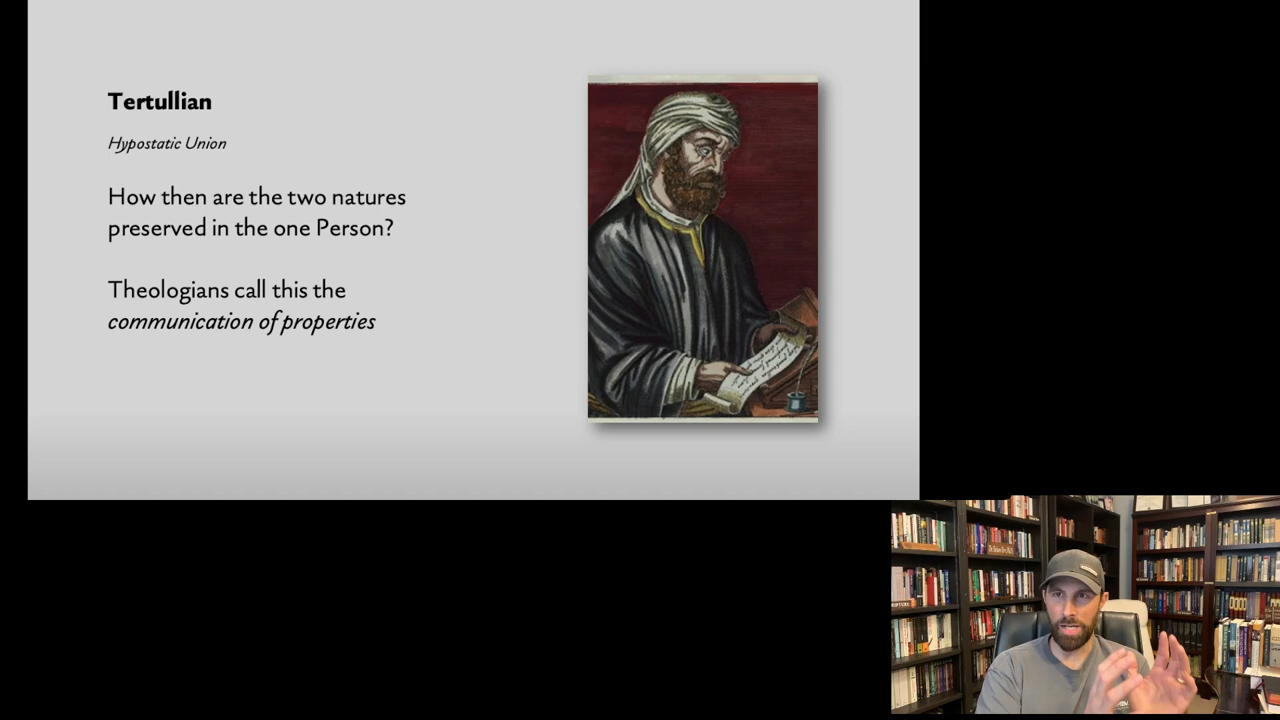 Tertullian
Hypostatic Union
How then are the two natures
preserved in the one Person?
Theologians call this the
communication of properties